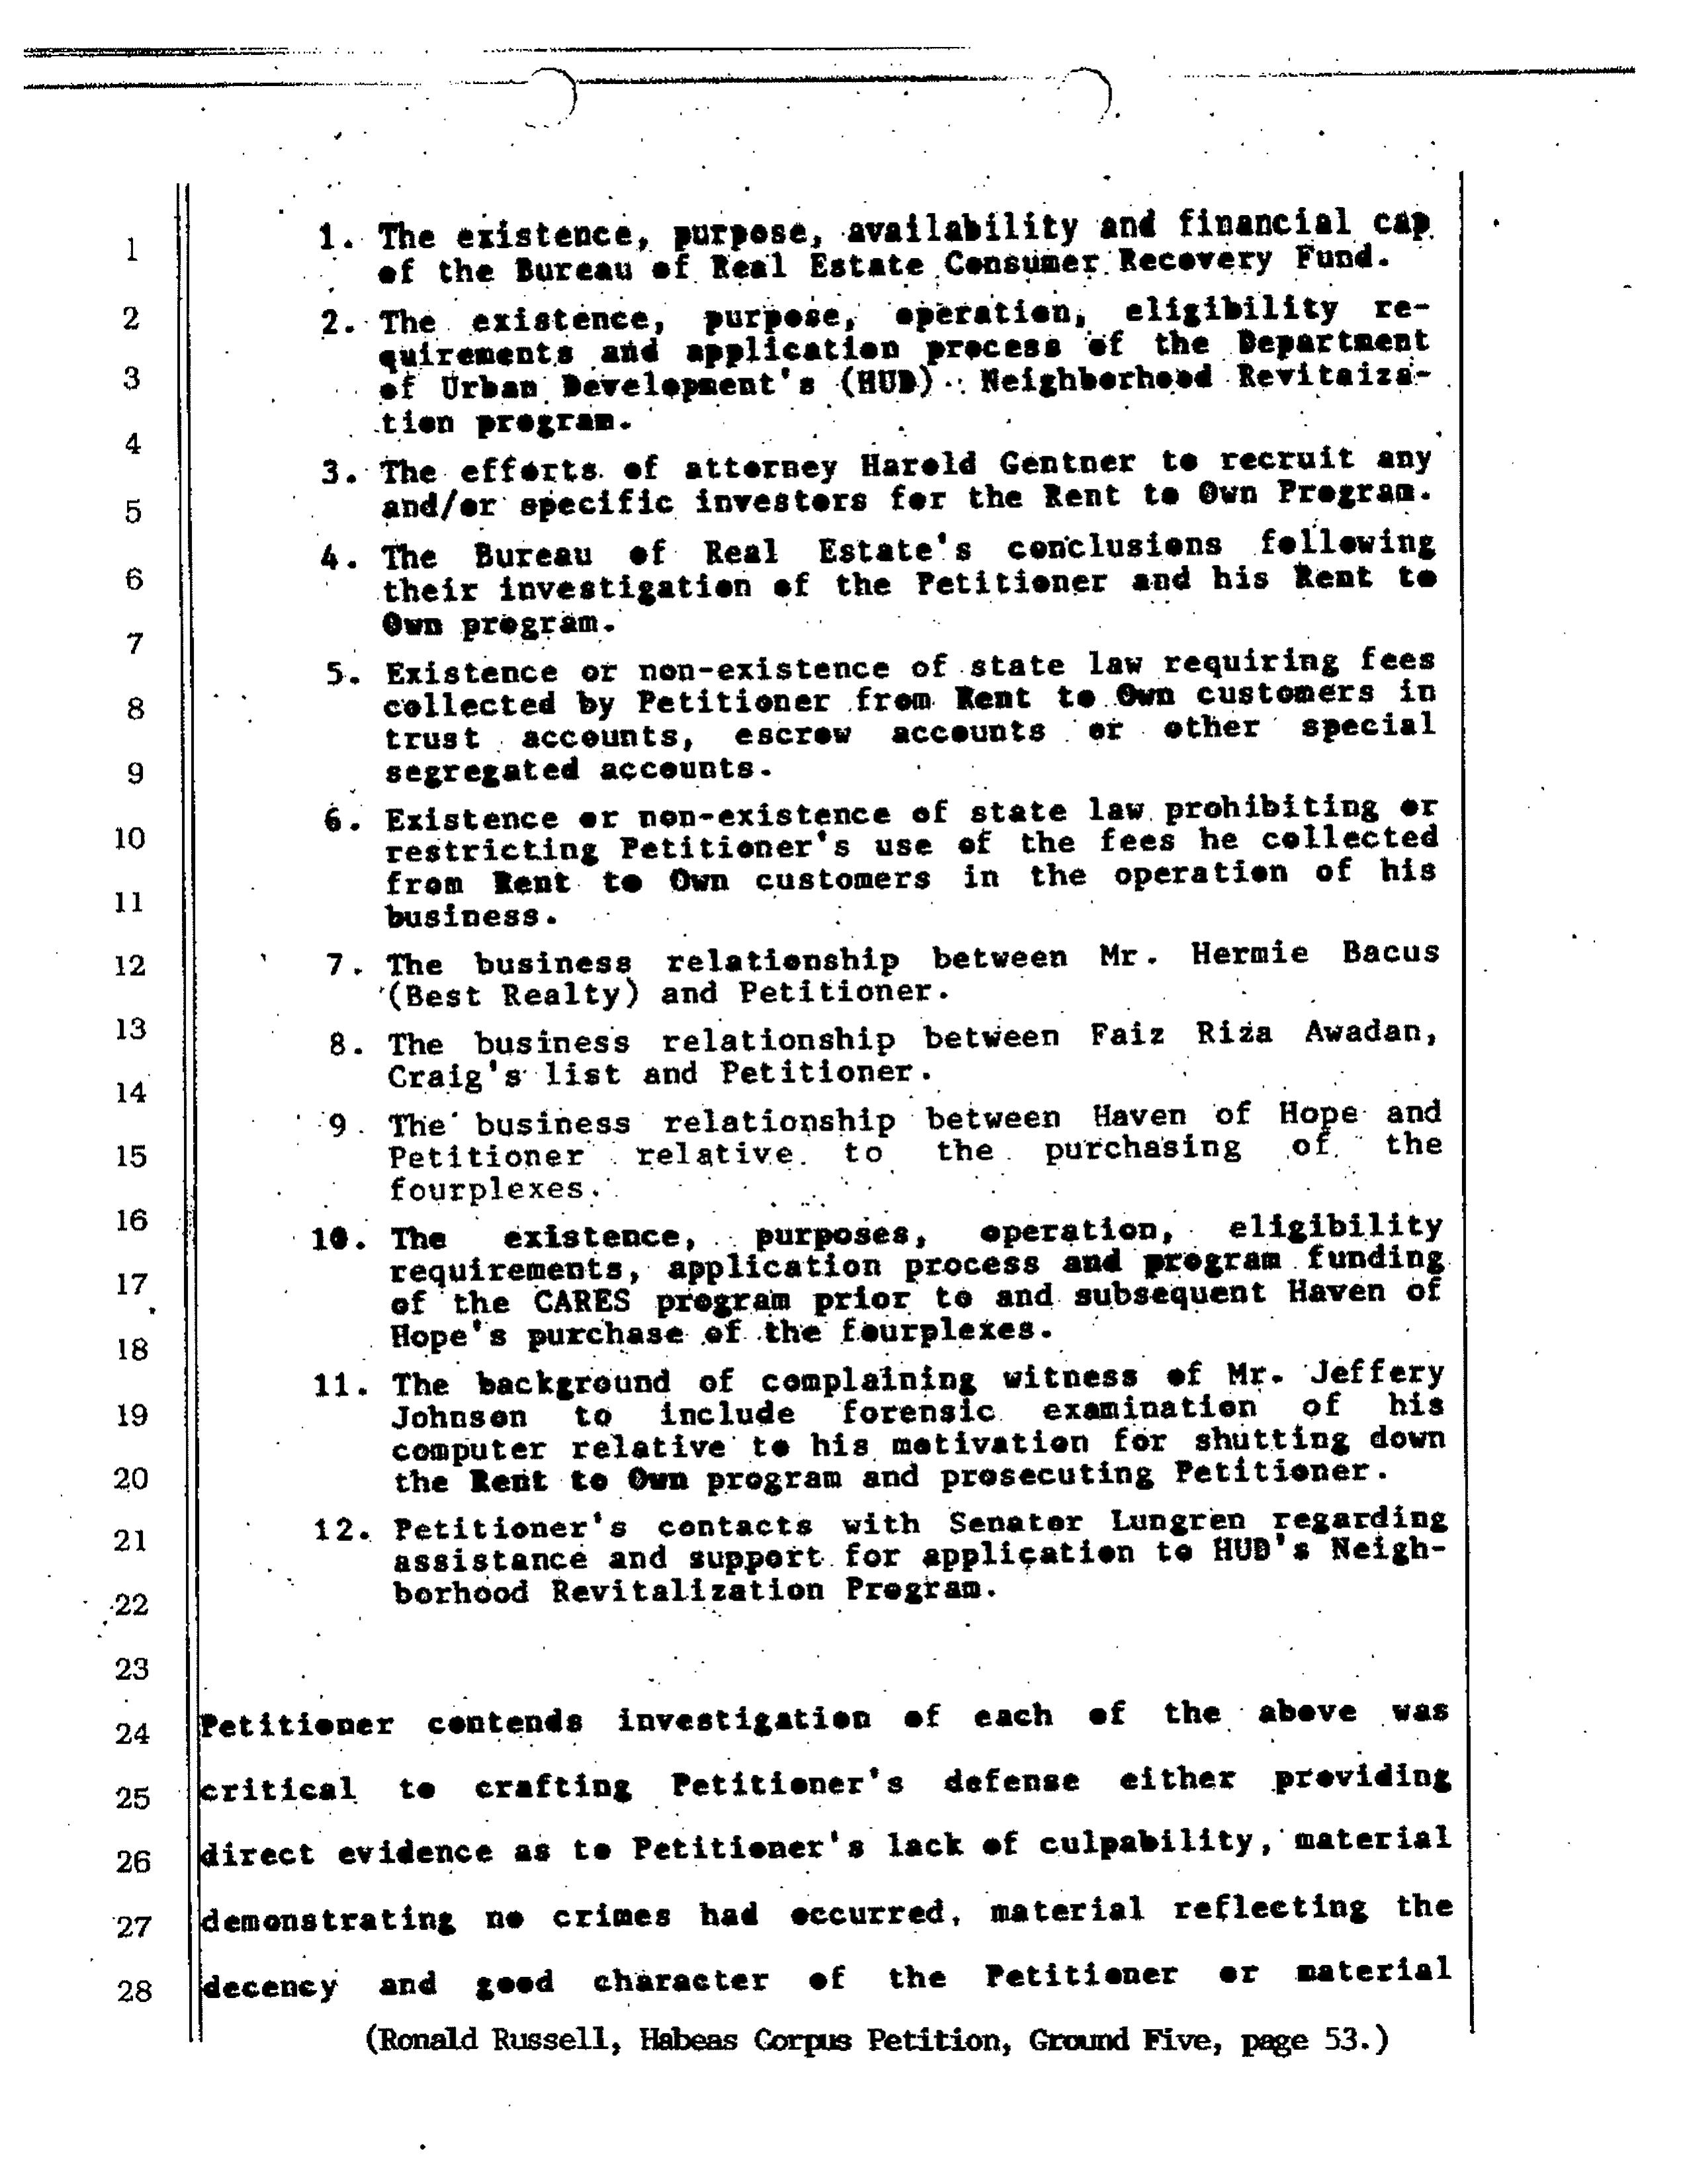 1. The existence, purpose, availability and financial cap
of the Bureau of Real Estate Consumer Recovery Fund.
2. The existence, purpose, operation, eligibility re-
quirements and application process of the Department
of Urban Development's (HUD) Neighborhood Revitaiza-
tion program.
3. The efforts of attorney Harold Gentner to recruit any
and/or specific investors for the Rent to Own Program.
4. The Bureau of Real Estate's conclusions following
their investigation of the Petitioner and his Rent to
Own program.
5. Existence or non-existence of state law requiring fees
collected by Petitioner from Rent to Own customers in
trust accounts, escrow accounts or other special
segregated accounts.
6. Existence or non-existence of state law prohibiting or
restricting Petitioner's use of the fees he collected
from Rent to Own customers in the operation of his
business.
7. The business relationship between Mr. Hermie Bacus
(Best Realty) and Petitioner.
8. The business relationship between Faiz Riza Awadan,
Craig's list and Petitioner.
9. The business relationship between Haven of Hope and
Petitioner relative to the purchasing of the
fourplexes.
10. The existence, purposes, operation, eligibility
requirements, application process and program funding
of the CARES program prior to and subsequent Haven of
Hope's purchase of the fourplexes.
11. The background of complaining witness of Mr. Jeffery
Johnson to include forensic examination of his
computer relative to his motivation for shutting down
the Rent to Own program and prosecuting Petitioner.
12. Petitioner's contacts with Senator Lungren regarding
assistance and support for application to HUD's Neigh-
borhood Revitalization Program.
Petitioner contends investigation of each of the above was
critical to crafting Petitioner's defense either providing
direct evidence as to Petitioner's lack of culpability, material
demonstrating no crimes had occurred, material reflecting the
decency and good character of the Petitioner or material
(Ronald Russell, Habeas Corpus Petition, Ground Five, page 53.)
1
2
3
4
5
6
7
8
9
10
11
12
13
14
15
16
17
18
19
20
21
22
23
24
25
26
27
28